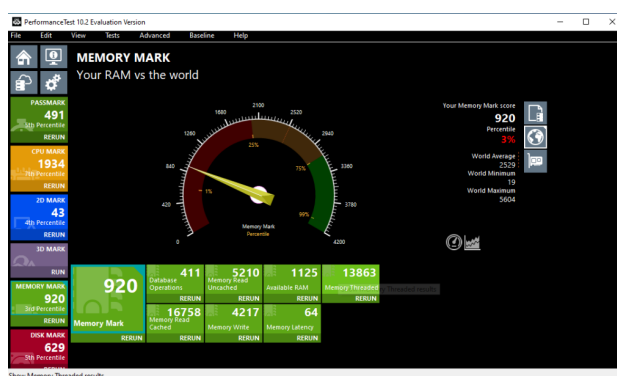 PerformanceTest 10.2 Evaluation Version
File Edit View Tests Advanced Baseline Help
MEMORY MARK
Your RAM vs the world
PASSMARK
491
5th Percentile
RERUN
CPU MARK
1934
7th Percentile
RERUN
2D MARK
43
4th Percentile
RERUN
3D MARK
RUN
MEMORY MARK
920
3rd Percentile
RERUN
DISK MARK
629
5th Percentile
RERUN
0
420
840
1260
1680
2100
2520
2940
3360
3780
4200
1%
25%
75%
99%
Memory Mark
Percentile
Your Memory Mark score
920
Percentile
3%
World Average
2529
World Minimum
19
World Maximum
5604
920
Memory Mark
RERUN
411
Database Operations
RERUN
5210
Memory Read Uncached
RERUN
1125
Available RAM
RERUN
13863
Memory Threaded
RERUN
16758
Memory Read Cached
RERUN
4217
Memory Write
RERUN
64
Memory Latency
RERUN
Show Memory Threaded results